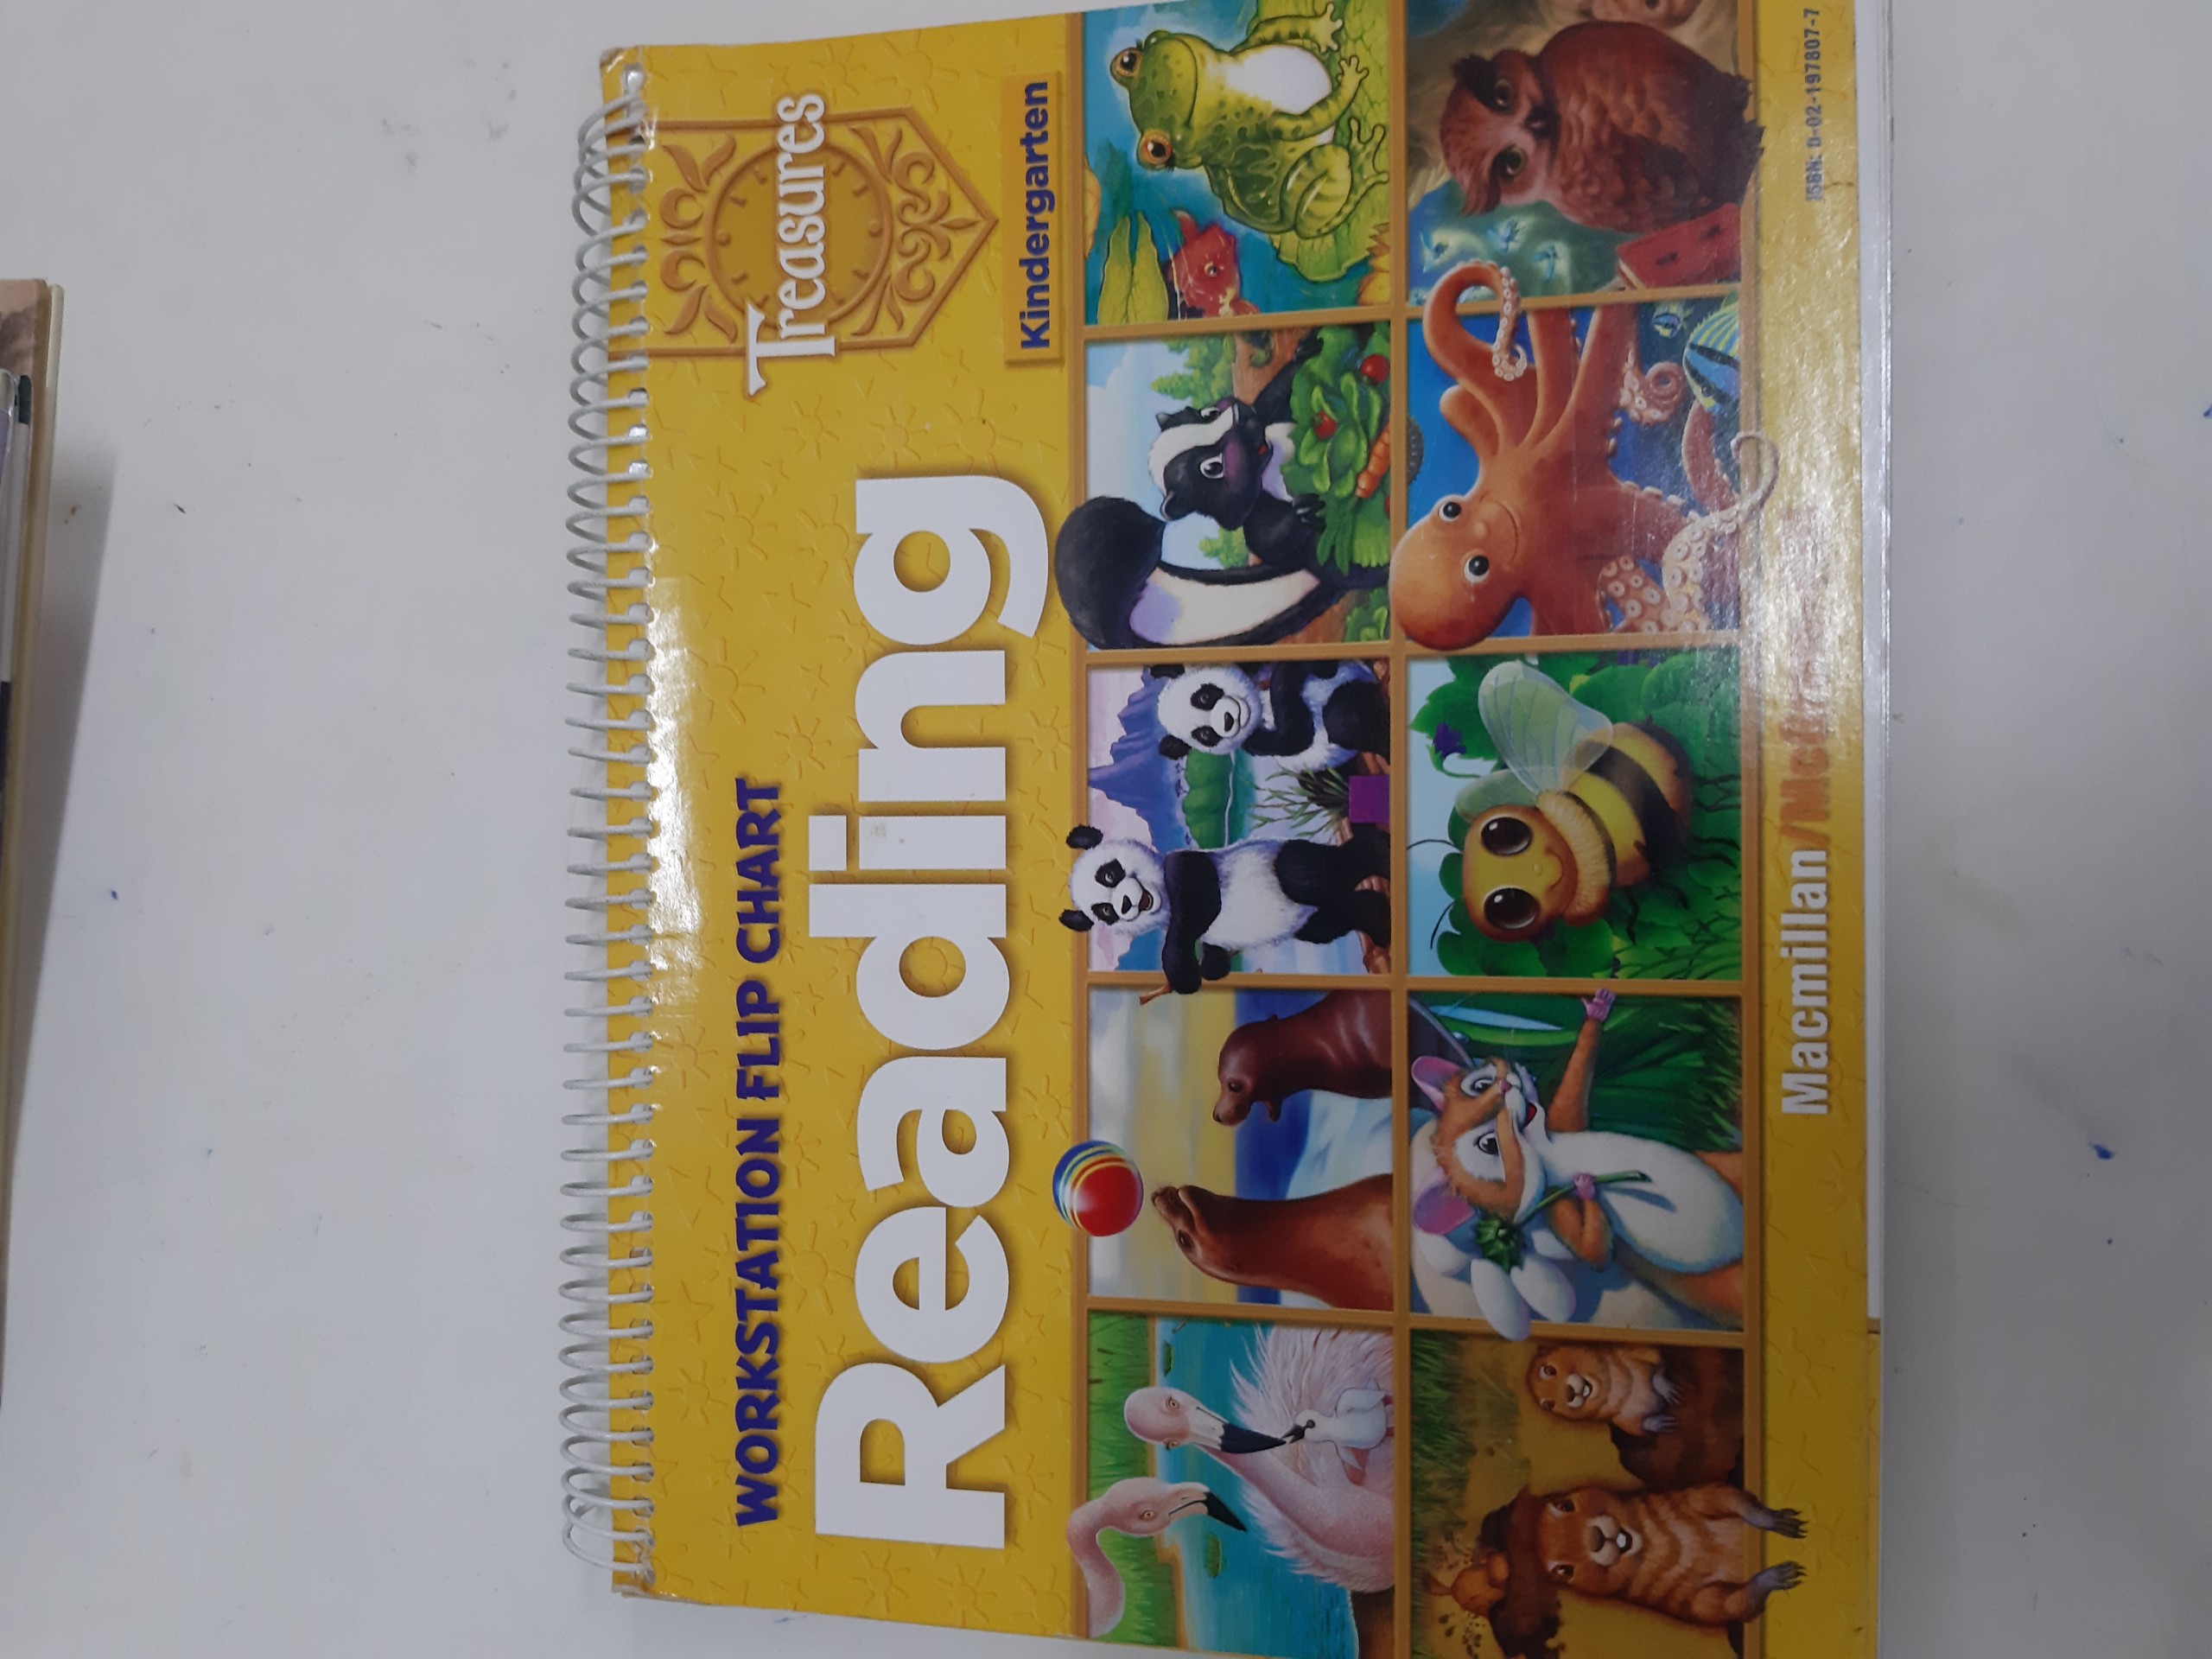 WORKSTATION FLIP CHART
Reading
Treasures
Kindergarten
Macmillan
ISBN: 0-02-197807-7